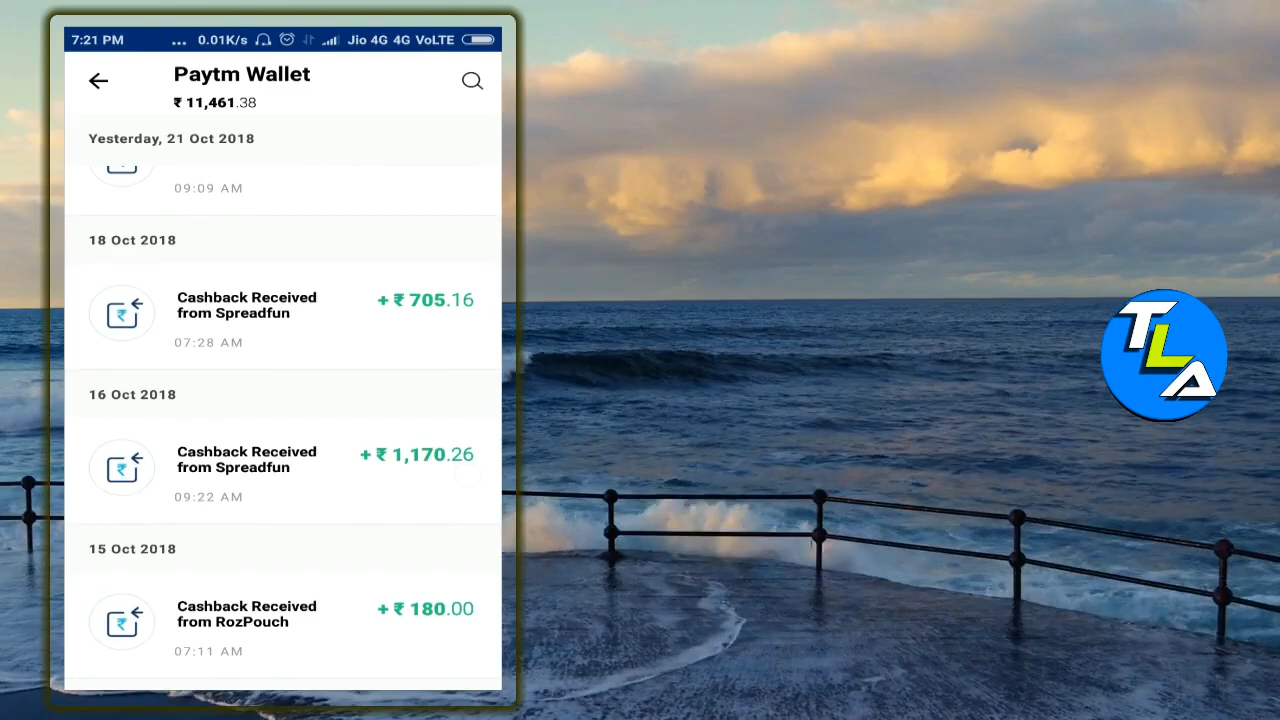 7:21 PM ... 0.01K/s Jio 4G 4G VoLTE
Paytm Wallet
₹ 11,461.38
Yesterday, 21 Oct 2018
09:09 AM
18 Oct 2018
Cashback Received + ₹ 705.16
from Spreadfun
07:28 AM
16 Oct 2018
Cashback Received + ₹ 1,170.26
from Spreadfun
09:22 AM
15 Oct 2018
Cashback Received + ₹ 180.00
from RozPouch
07:11 AM
TLA